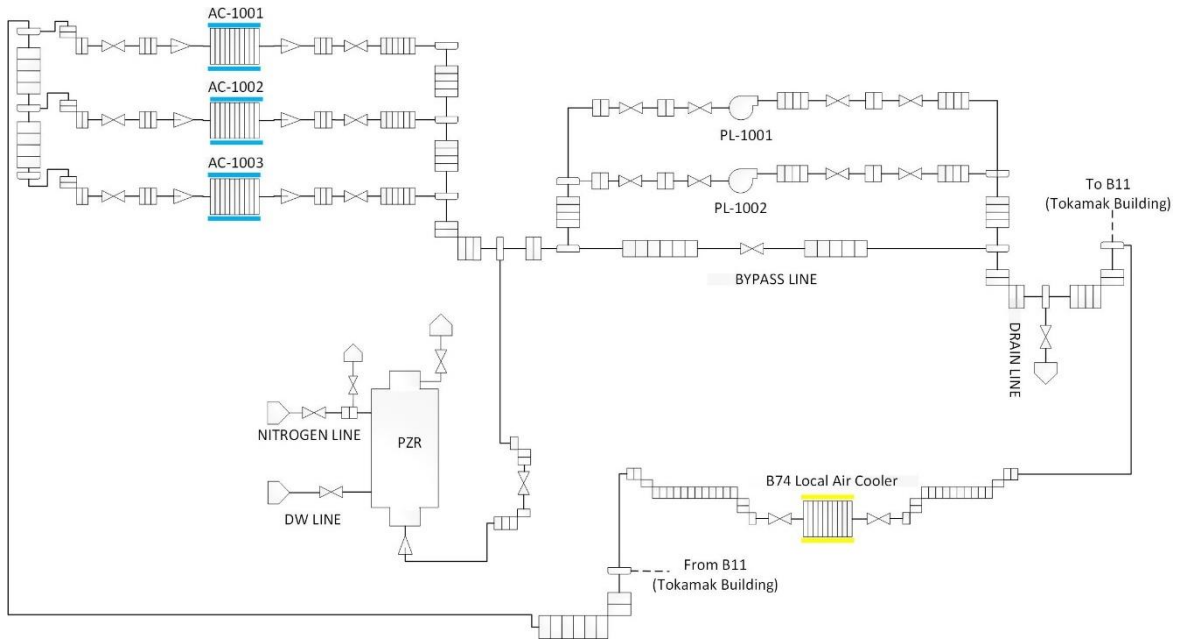 AC-1001
AC-1002
AC-1003
PL-1001
PL-1002
BYPASS LINE
To B11
(Tokamak Building)
DRAIN LINE
NITROGEN LINE
PZR
DW LINE
B74 Local Air Cooler
From B11
(Tokamak Building)